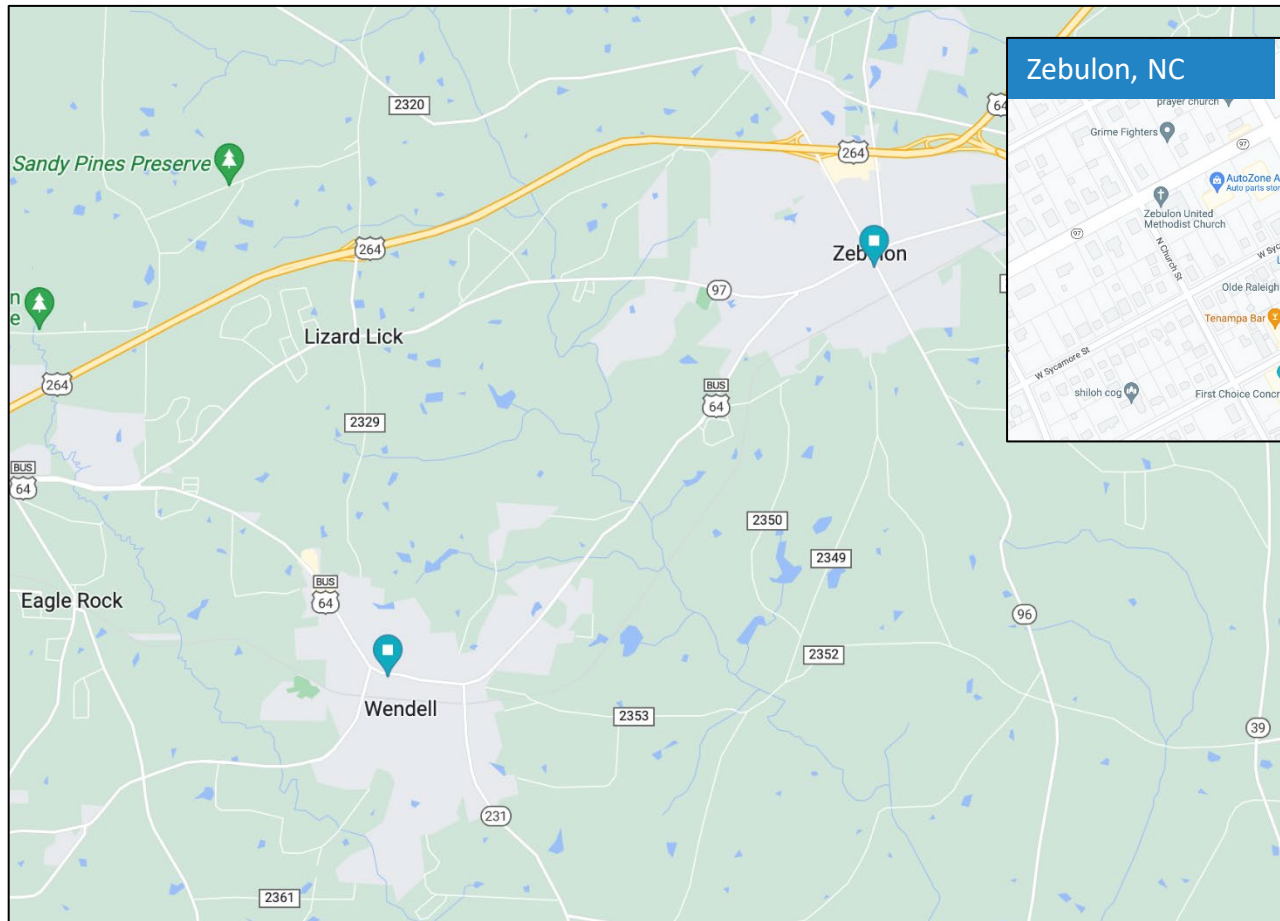 2320
Sandy Pines Preserve
264
264
64
Zebulon
97
264
Lizard Lick
2329
BUS
64
BUS
64
2350
2349
Eagle Rock
BUS
64
96
2352
Wendell
2353
39
231
2361
Zebulon, NC
prayer church
Grime Fighters
97
AutoZone A
Auto parts stor
Zebulon United
Methodist Church
97
N Church St
W Syc
Olde Raleigh
Tenampa Bar
W Sycamore St
shiloh cog
First Choice Concr